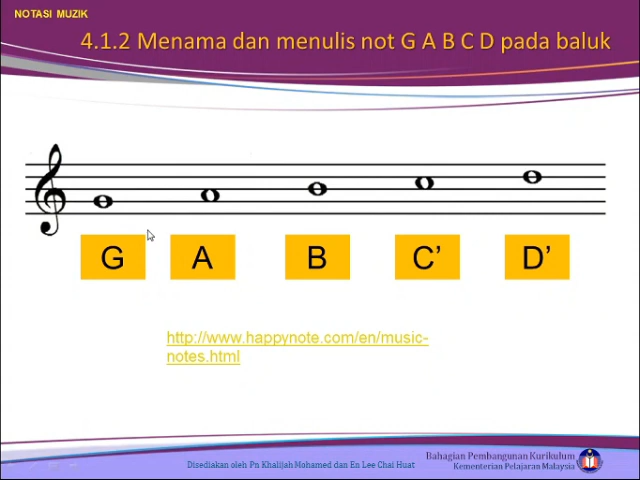 NOTASI MUZIK
4.1.2 Menama dan menulis not G A B C D pada baluk
G A B C’ D’
http://www.happynote.com/en/music-
notes.html
Disediakan oleh Pn Khalijah Mohamed dan En Lee Chai Huat
Bahagian Pembangunan Kurikulum
Kementerian Pelajaran Malaysia